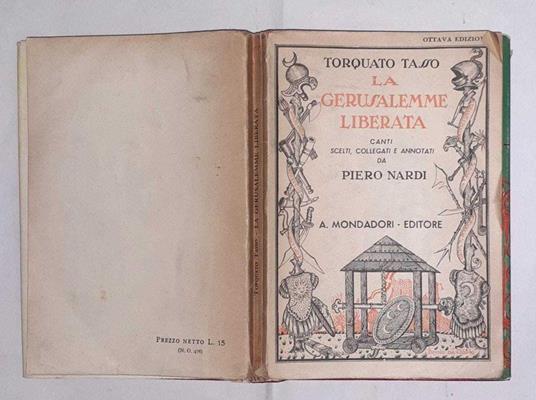 OTTAVA EDIZIO
TORQUATO TASSO
LA
GERUSALEMME
LIBERATA
CANTI
SCELTI, COLLEGATI E ANNOTATI
DA
PIERO NARDI
A. MONDADORI - EDITORE
TORQUATO TASSO - LA GERUSALEMME LIBERATA
PREZZO NETTO L. 15